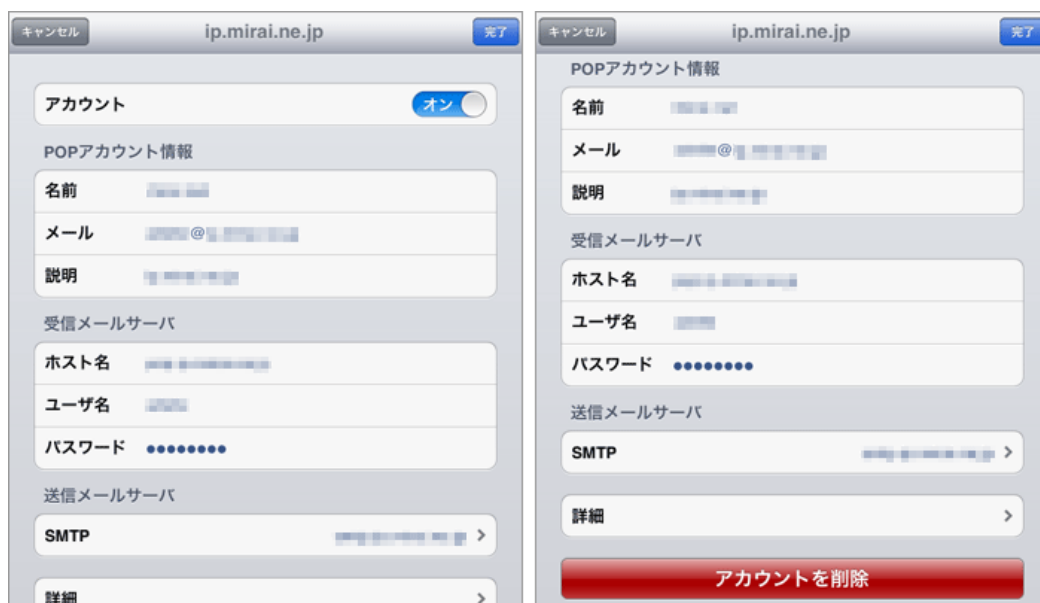 キャンセル ip.mirai.ne.jp 完了
アカウント オン
POPアカウント情報
名前
メール @
説明
受信メールサーバ
ホスト名
ユーザ名
パスワード ••••••••
送信メールサーバ
SMTP
詳細
キャンセル ip.mirai.ne.jp 完了
POPアカウント情報
名前
メール @
説明
受信メールサーバ
ホスト名
ユーザ名
パスワード ••••••••
送信メールサーバ
SMTP
詳細
アカウントを削除